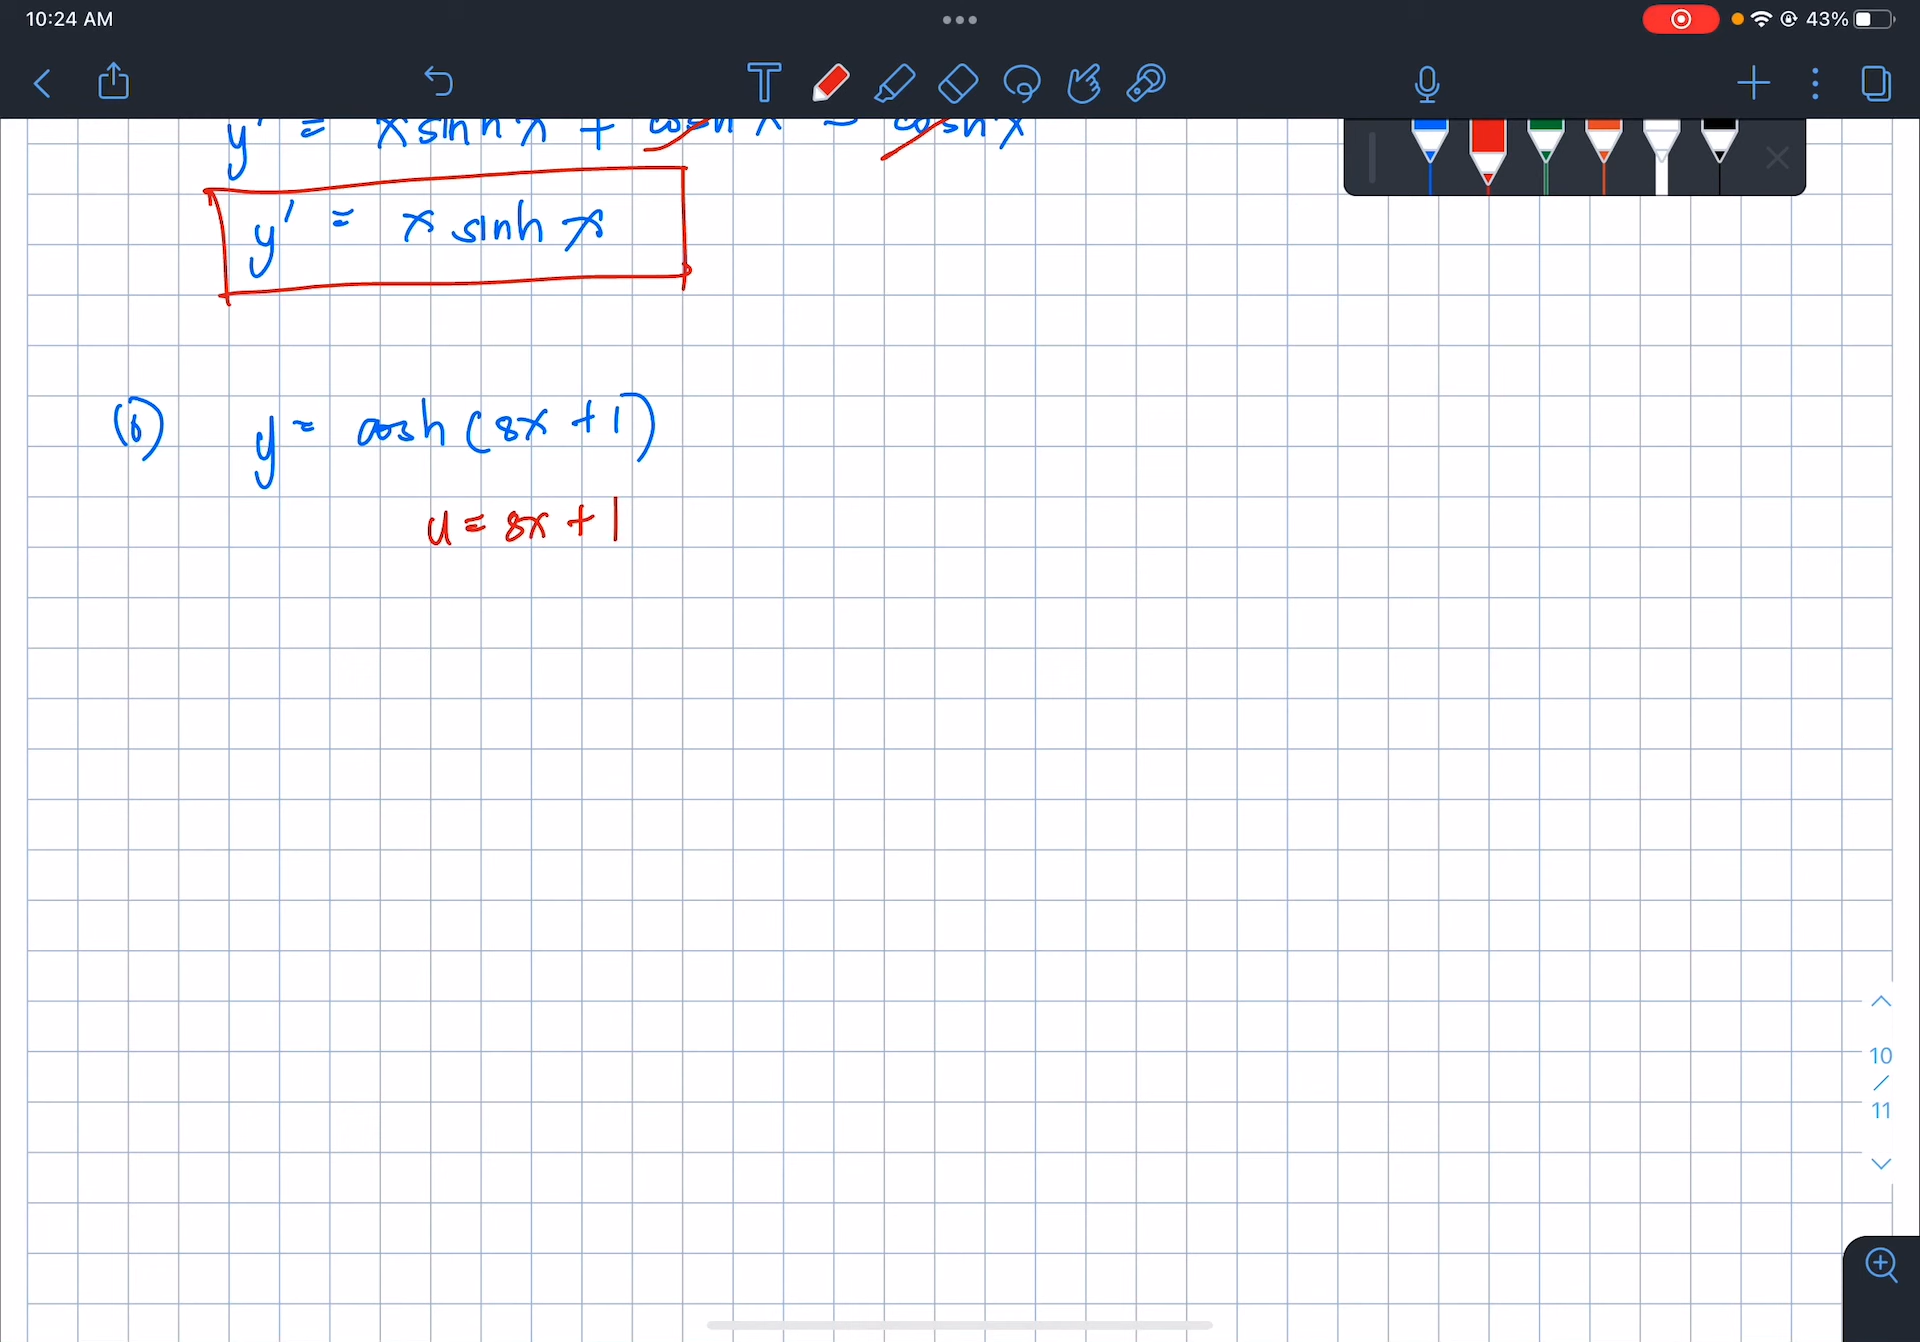 10:24 AM
43%
y' = x sinh x + cosh x - cosh x
y' = x sinh x
(b) y = cosh (8x + 1)
u = 8x + 1
10
/
11